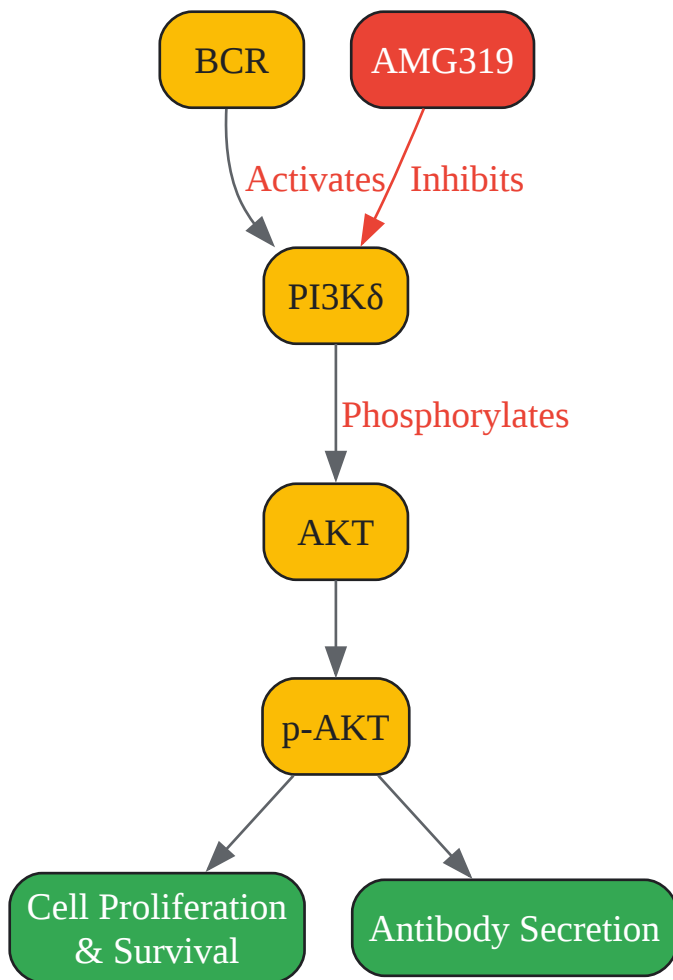 BCR
AMG319
Activates
Inhibits
PI3Kδ
Phosphorylates
AKT
p-AKT
Cell Proliferation
& Survival
Antibody Secretion